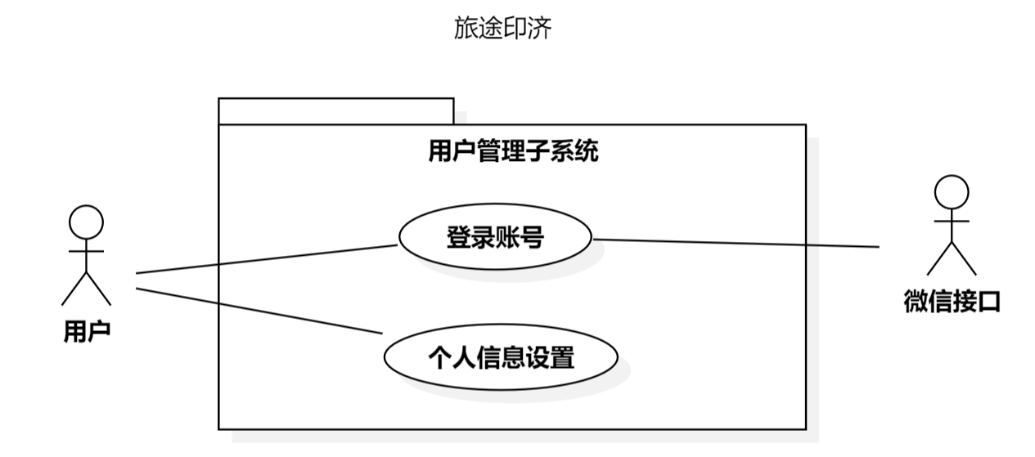 旅途印济
用户管理子系统
登录账号
用户
微信接口
个人信息设置